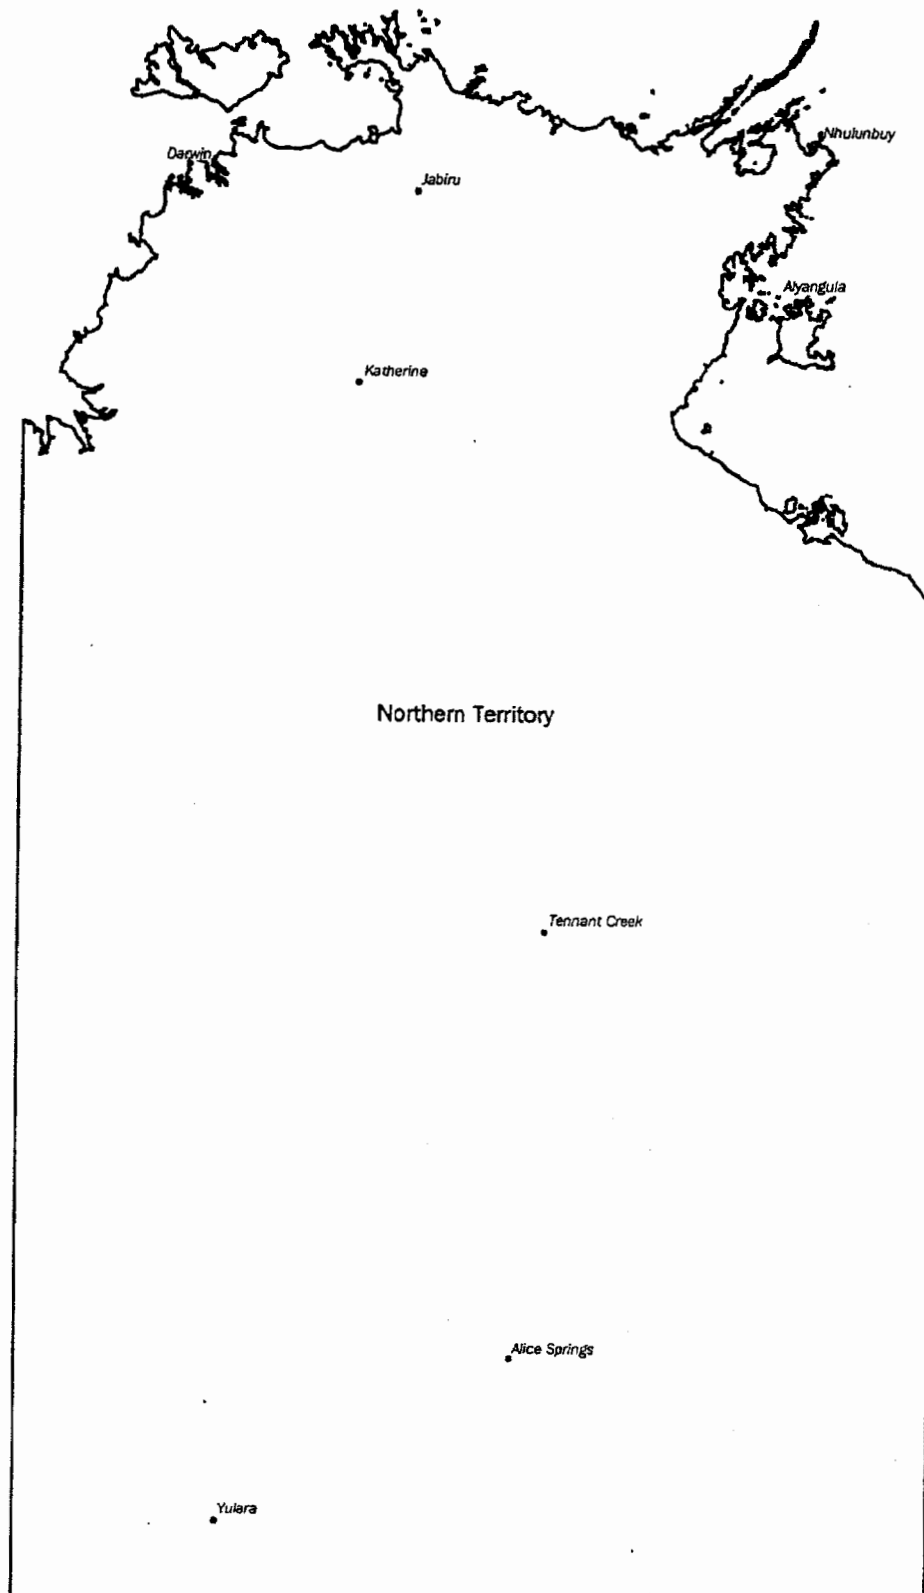 Darwin
Nhulunbuy
Jabiru
Alyangula
Katherine
Northern Territory
Tennant Creek
Alice Springs
Yulara